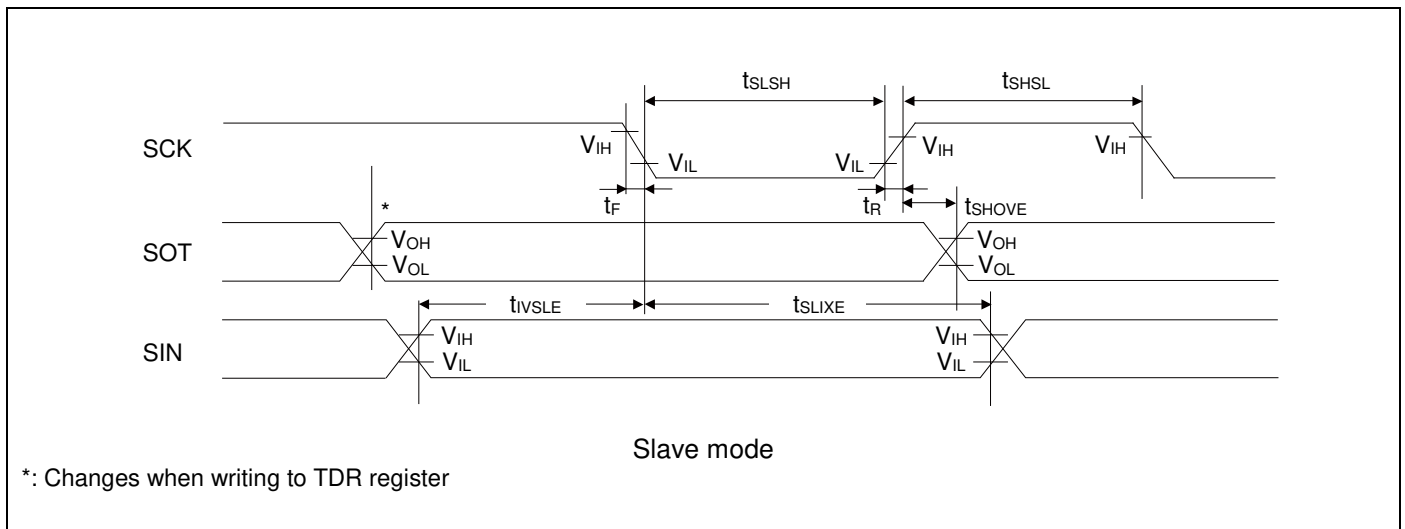 tSLSH tSHSL
SCK VIH VIL VIL VIH VIH
tF tR tSHOVE
*
SOT VOH VOH
VOL VOL
tIVSLE tSLIXE
SIN VIH VIH
VIL VIL
Slave mode
*: Changes when writing to TDR register